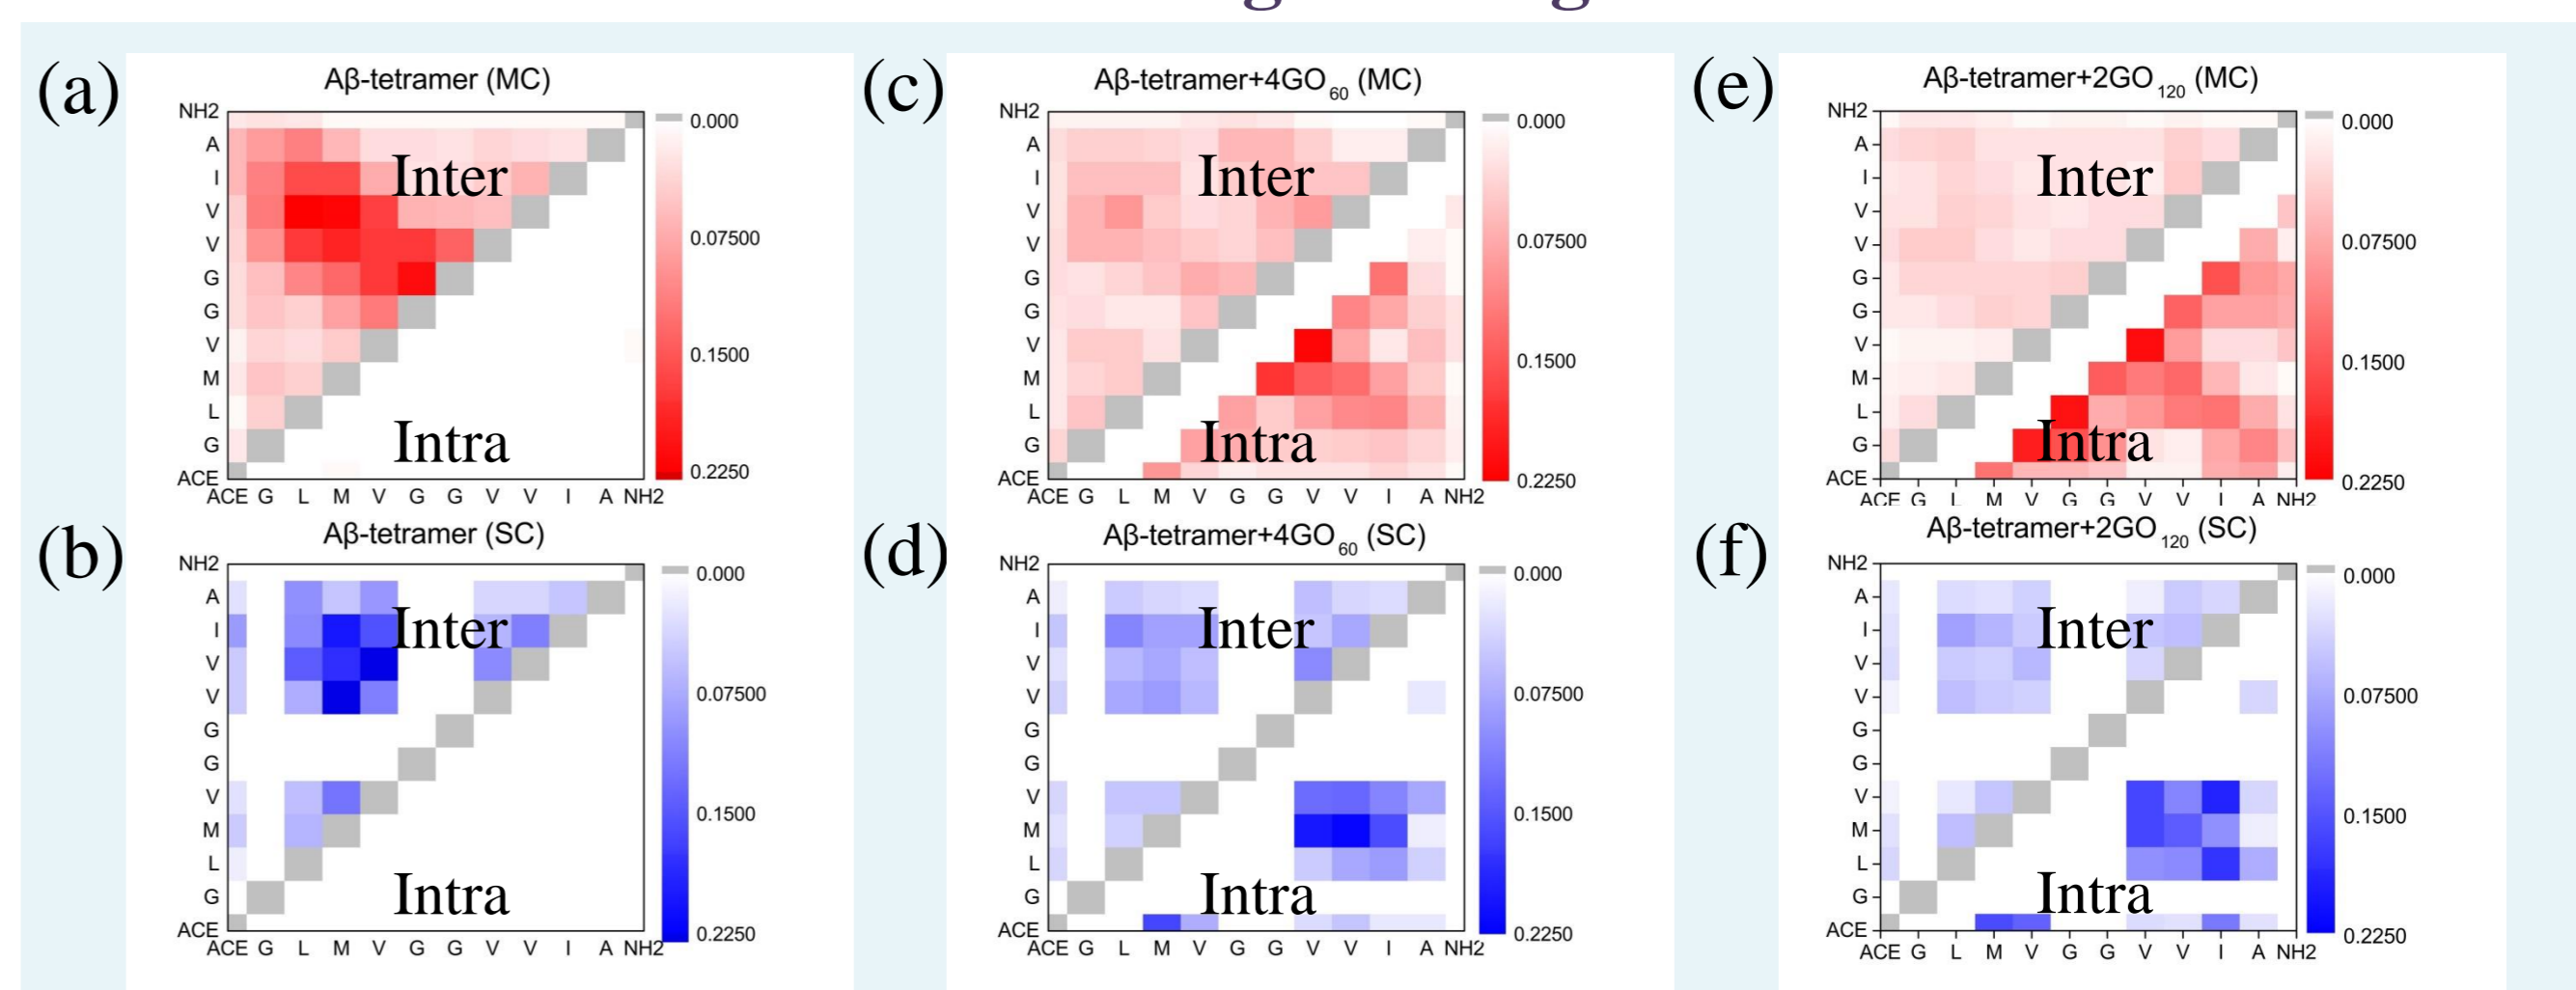 (a)
Aβ-tetramer (MC)
NH2
A
I
V
V
G
G
V
M
L
G
ACE
ACE G L M V G G V V I A NH2
Inter
Intra
0.000
0.07500
0.1500
0.2250
(c)
Aβ-tetramer+4GO60 (MC)
NH2
A
I
V
V
G
G
V
M
L
G
ACE
ACE G L M V G G V V I A NH2
Inter
Intra
0.000
0.07500
0.1500
0.2250
(e)
Aβ-tetramer+2GO120 (MC)
NH2
A
I
V
V
G
G
V
M
L
G
ACE
ACE G L M V G G V V I A NH2
Inter
Intra
0.000
0.07500
0.1500
0.2250
(b)
Aβ-tetramer (SC)
NH2
A
I
V
V
G
G
V
M
L
G
ACE
ACE G L M V G G V V I A NH2
Inter
Intra
0.000
0.07500
0.1500
0.2250
(d)
Aβ-tetramer+4GO60 (SC)
NH2
A
I
V
V
G
G
V
M
L
G
ACE
ACE G L M V G G V V I A NH2
Inter
Intra
0.000
0.07500
0.1500
0.2250
(f)
Aβ-tetramer+2GO120 (SC)
NH2
A
I
V
V
G
G
V
M
L
G
ACE
ACE G L M V G G V V I A NH2
Inter
Intra
0.000
0.07500
0.1500
0.2250